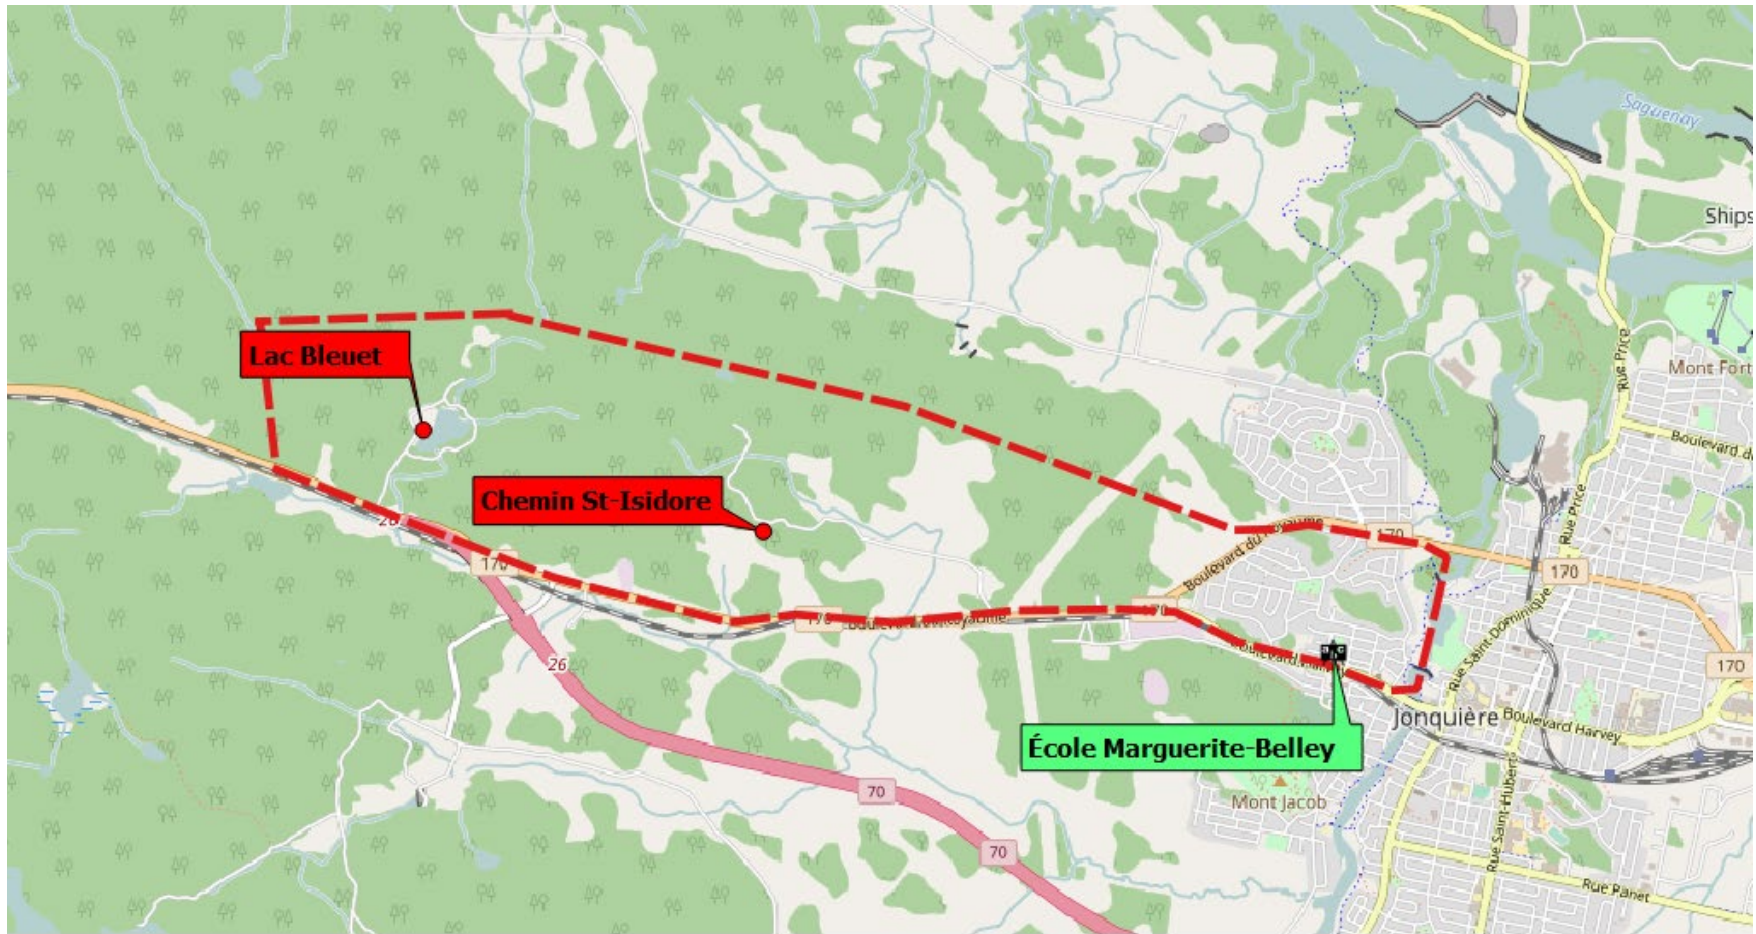 Saguenay
Ships
Rue Price
Mont Fort
Lac Bleuet
Boulevard du
Chemin St-Isidore
Rue Price
26
Boulevard du Royaume
170
170
170
170
170
Rue Saint-Dominique
26
170
École Marguerite-Belley
Jonquière
Boulevard Harvey
Mont Jacob
70
70
Rue Saint-Hubert
Rue Panet